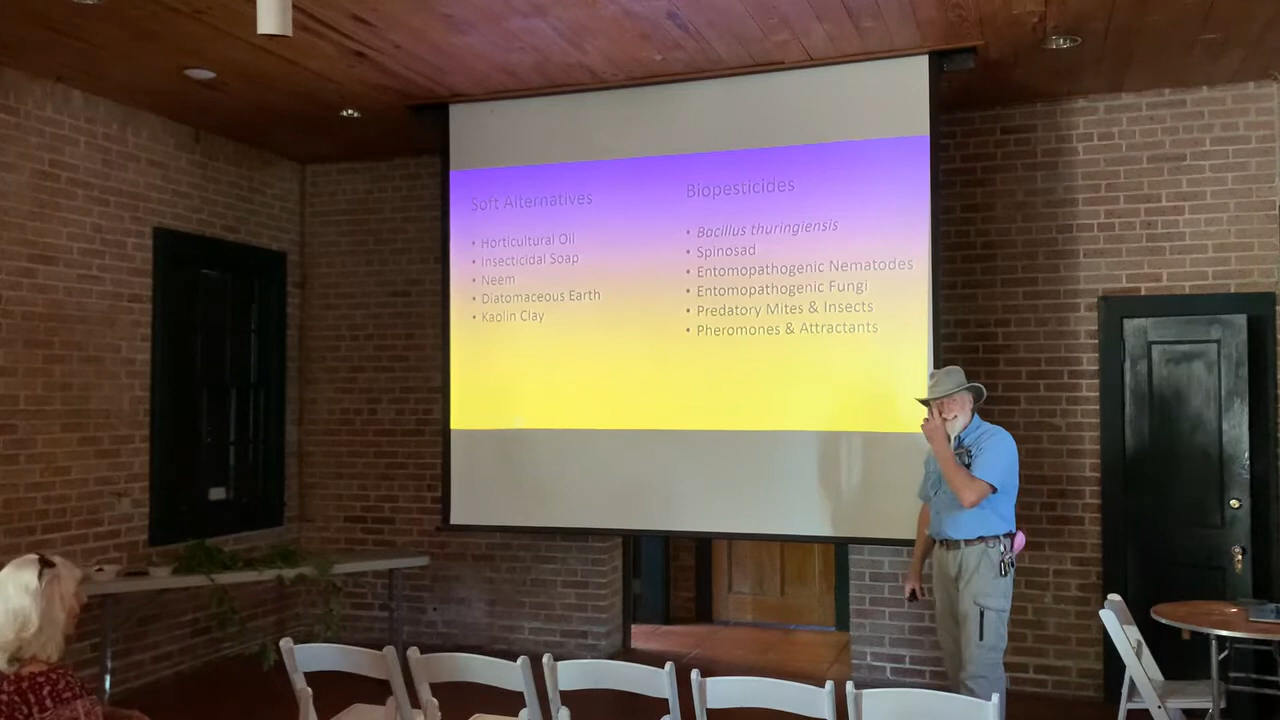 Soft Alternatives
• Horticultural Oil
• Insecticidal Soap
• Neem
• Diatomaceous Earth
• Kaolin Clay
Biopesticides
• Bacillus thuringiensis
• Spinosad
• Entomopathogenic Nematodes
• Entomopathogenic Fungi
• Predatory Mites & Insects
• Pheromones & Attractants